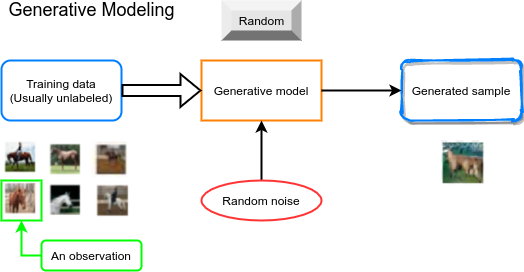 Generative Modeling
Random
Training data
(Usually unlabeled)
Generative model
Generated sample
Random noise
An observation